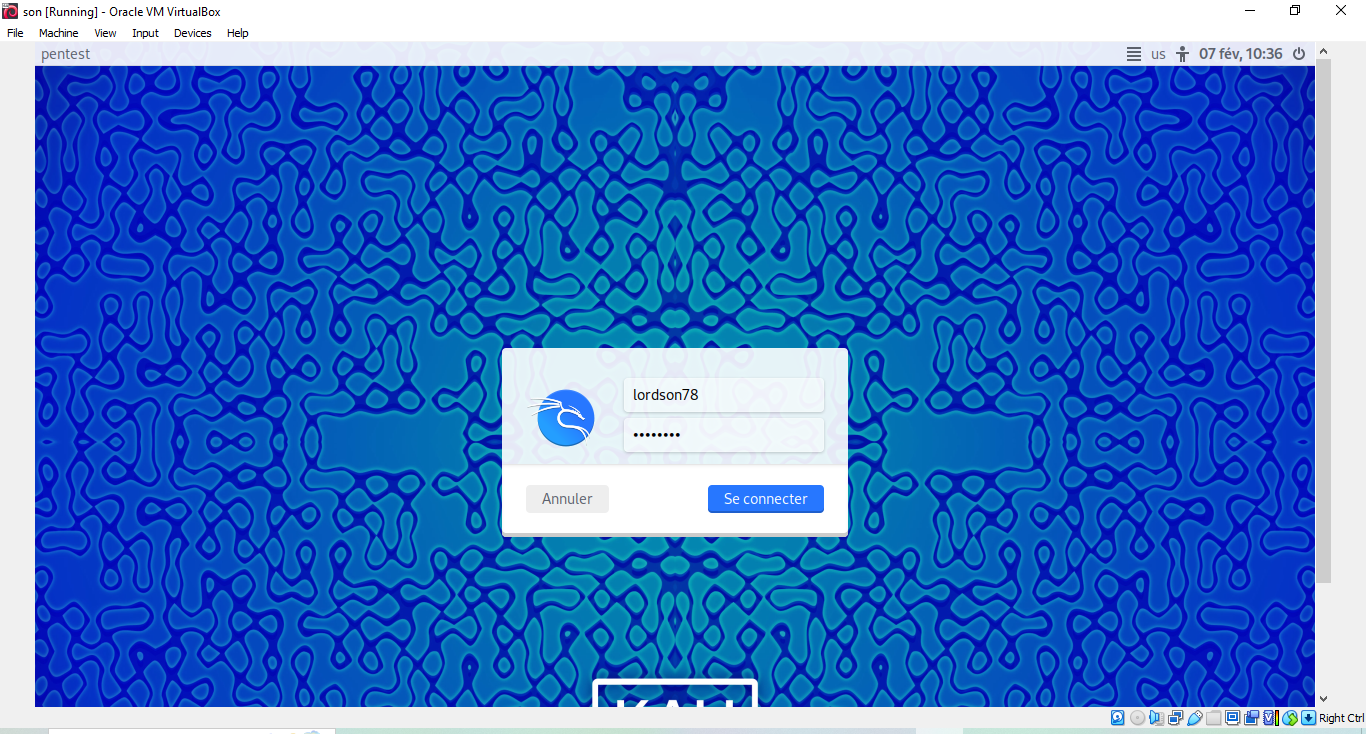 son [Running] - Oracle VM VirtualBox
File Machine View Input Devices Help
pentest us 07 fév, 10:36
lordson78
••••••••
Annuler Se connecter
KALI
Right Ctrl